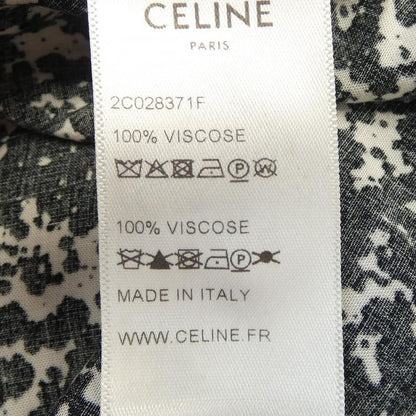 CELINE
PARIS
2C028371F
100% VISCOSE
P W
100% VISCOSE
P
MADE IN ITALY
WWW.CELINE.FR